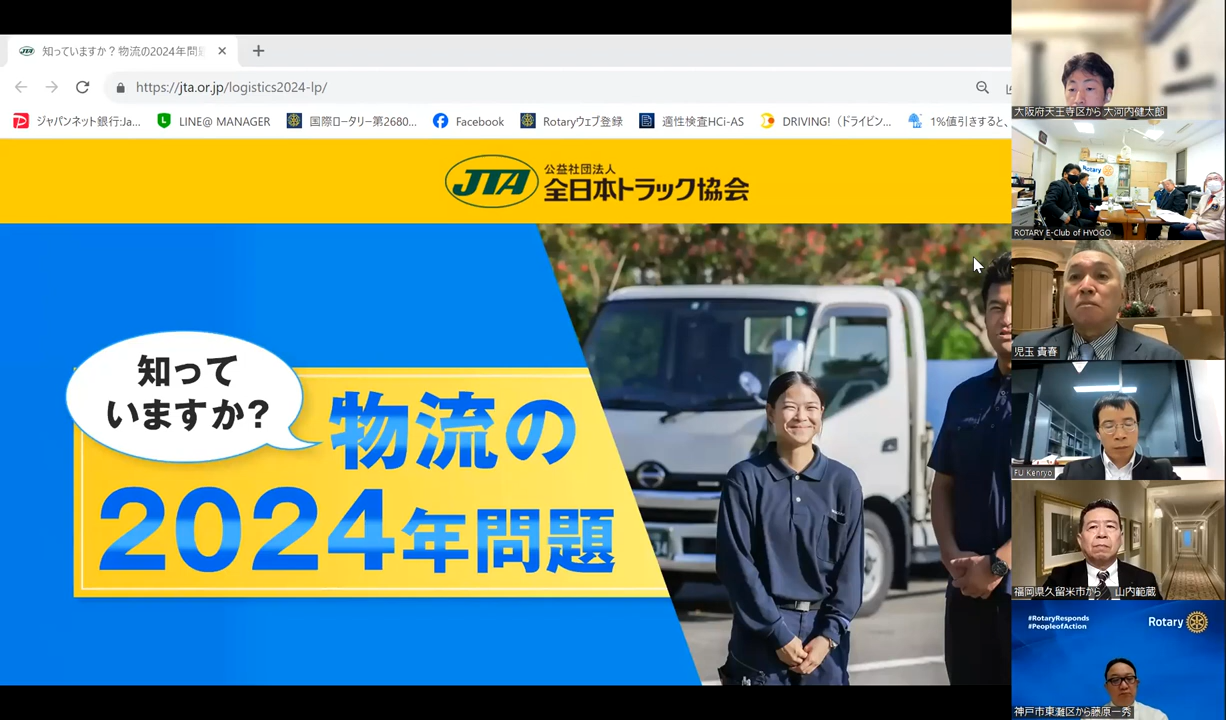 知っていますか？物流の2024年問
https://jta.or.jp/logistics2024-lp/
ジャパンネット銀行:Ja...
LINE@ MANAGER
国際ロータリー第2680...
Facebook
Rotaryウェブ登録
適性検査HCi-AS
DRIVING!（ドライビン...
1%値引きすると、
JTA
公益社団法人
全日本トラック協会
知って
いますか?
物流の
2024年問題
大阪府天王寺区から 大河内健太郎
Rotary
ROTARY E-Club of HYOGO
児玉 貴春
FU Kenryo
福岡県久留米市から 山内範蔵
#RotaryResponds
#PeopleofAction
Rotary
神戸市東灘区から藤原一秀